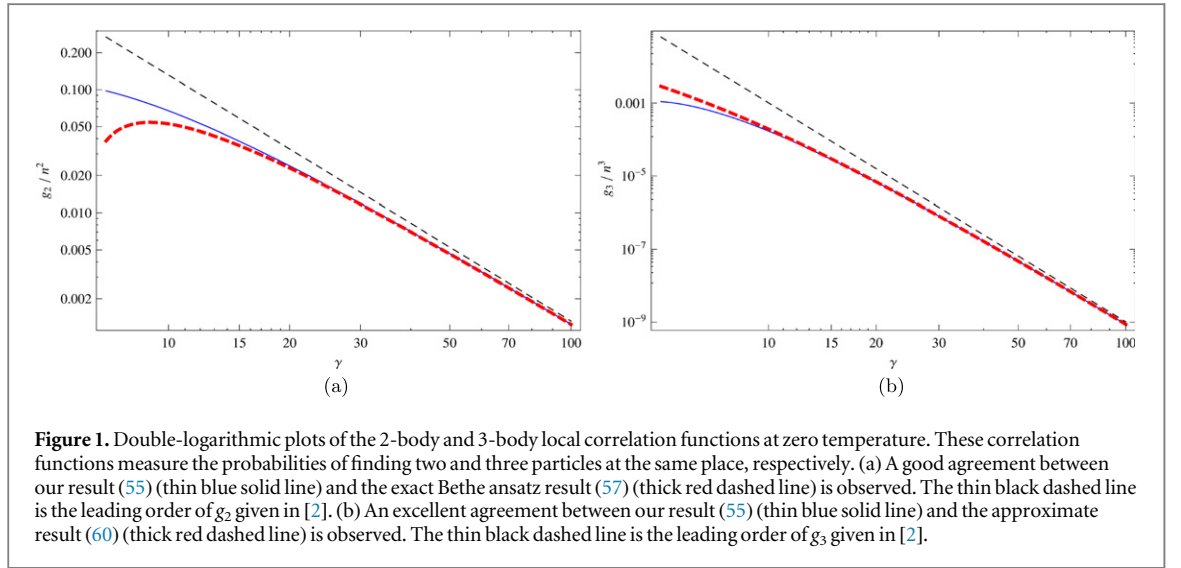 0.200
0.100
0.050
0.020
0.010
0.005
0.002
g₂ / n²
10 15 20 30 50 70 100
γ
(a)
0.001
10⁻⁵
10⁻⁷
10⁻⁹
g₃ / n³
10 15 20 30 50 70 100
γ
(b)
Figure 1. Double-logarithmic plots of the 2-body and 3-body local correlation functions at zero temperature. These correlation
functions measure the probabilities of finding two and three particles at the same place, respectively. (a) A good agreement between
our result (55) (thin blue solid line) and the exact Bethe ansatz result (57) (thick red dashed line) is observed. The thin black dashed line
is the leading order of g₂ given in [2]. (b) An excellent agreement between our result (55) (thin blue solid line) and the approximate
result (60) (thick red dashed line) is observed. The thin black dashed line is the leading order of g₃ given in [2].